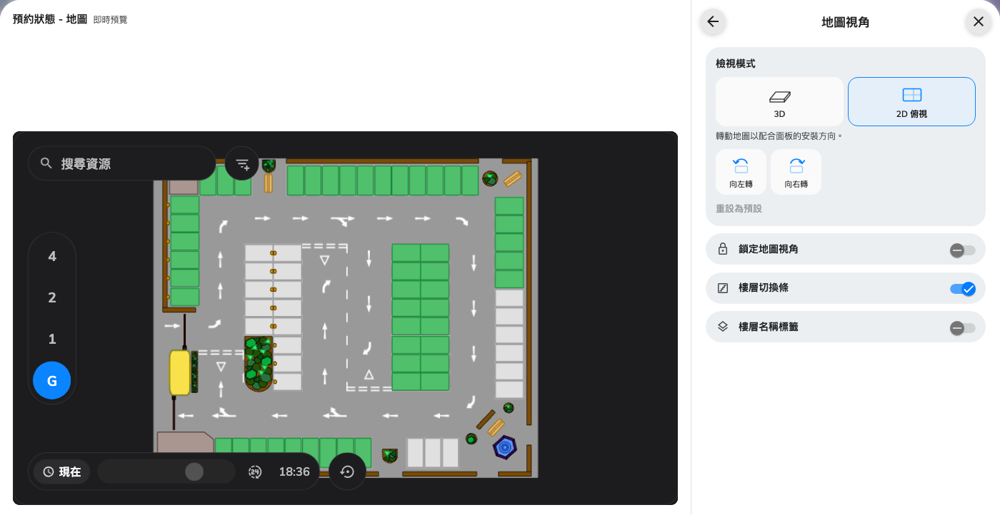 預約狀態 - 地圖 即時預覽
搜尋資源
4
2
1
G
現在
24
18:36
地圖視角
檢視模式
3D
2D 俯視
轉動地圖以配合面板的安裝方向。
向左轉
向右轉
重設為預設
鎖定地圖視角
樓層切換條
樓層名稱標籤